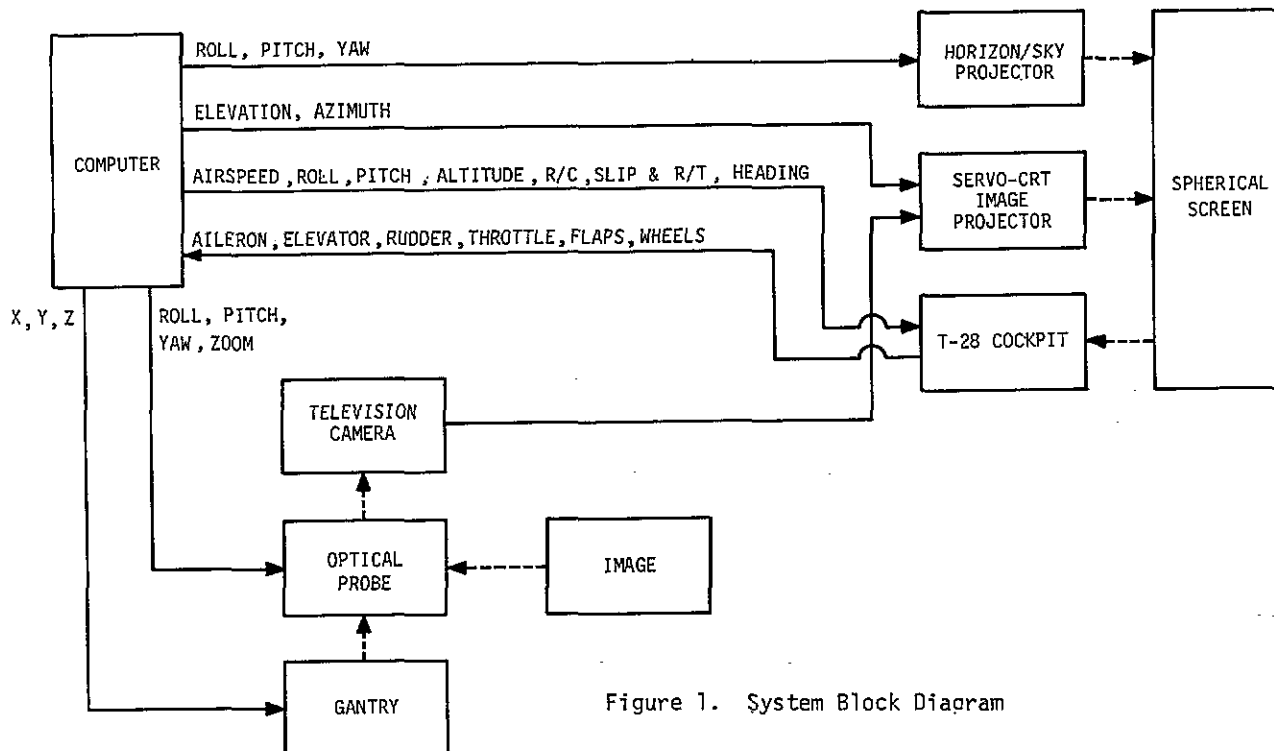 ROLL, PITCH, YAW
HORIZON/SKY
PROJECTOR
ELEVATION, AZIMUTH
COMPUTER
AIRSPEED, ROLL, PITCH, ALTITUDE, R/C, SLIP & R/T, HEADING
SERVO-CRT
IMAGE
PROJECTOR
SPHERICAL
SCREEN
AILERON, ELEVATOR, RUDDER, THROTTLE, FLAPS, WHEELS
X, Y, Z
ROLL, PITCH,
YAW, ZOOM
T-28 COCKPIT
TELEVISION
CAMERA
OPTICAL
PROBE
IMAGE
GANTRY
Figure 1. System Block Diagram